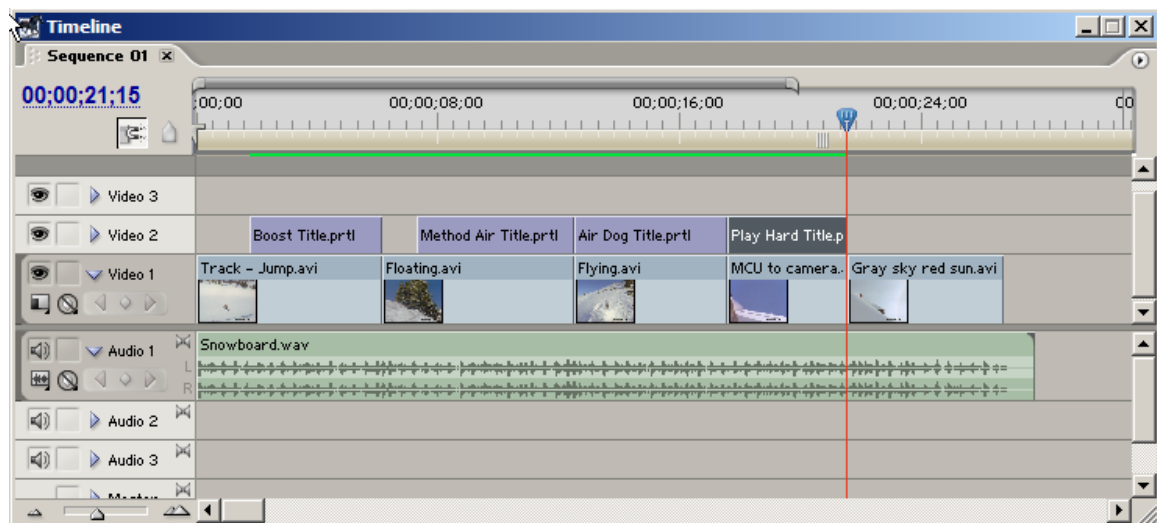 Timeline
Sequence 01
00;00;21;15
;00;00 00;00;08;00 00;00;16;00 00;00;24;00 00
Video 3
Video 2 Boost Title.prtl Method Air Title.prtl Air Dog Title.prtl Play Hard Title.p
Video 1 Track - Jump.avi Floating.avi Flying.avi MCU to camera. Gray sky red sun.avi
Audio 1 Snowboard.wav
L
R
Audio 2
Audio 3